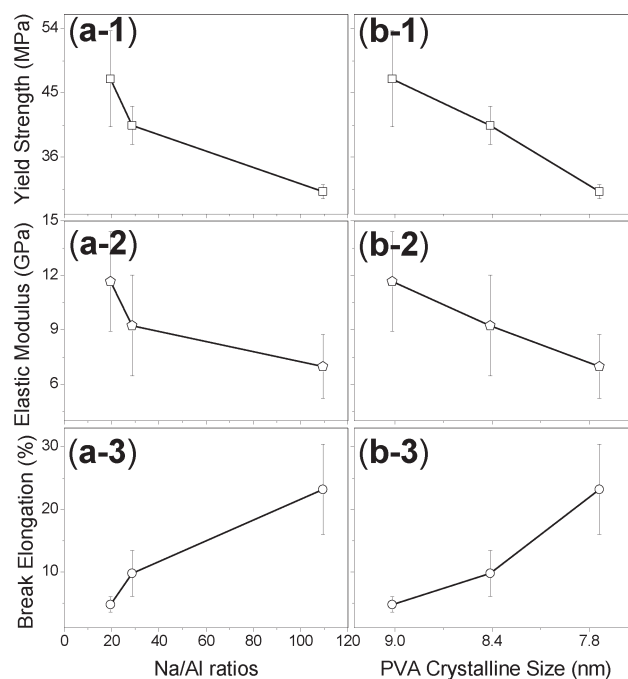 (a-1) (b-1)
Yield Strength (MPa)
54
45
36
(a-2) (b-2)
Elastic Modulus (GPa)
15
12
9
6
(a-3) (b-3)
Break Elongation (%)
30
20
10
0 20 40 60 80 100 120 9.0 8.4 7.8
Na/Al ratios PVA Crystalline Size (nm)